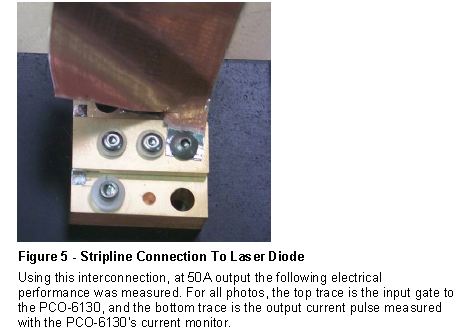 Figure 5 - Stripline Connection To Laser Diode
Using this interconnection, at 50A output the following electrical
performance was measured. For all photos, the top trace is the input gate to
the PCO-6130, and the bottom trace is the output current pulse measured
with the PCO-6130's current monitor.